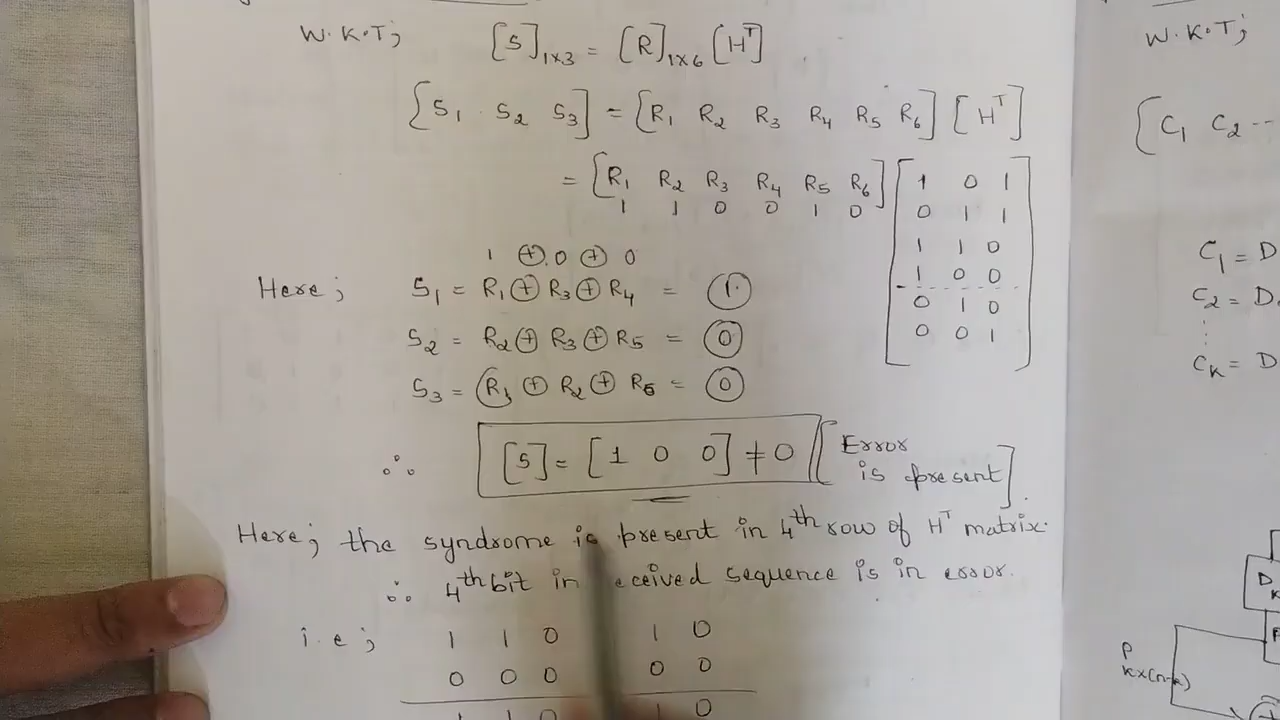 W.K.T; [S]1x3 = [R]1x6 [H^T]
[S1 . S2 S3] = [R1 R2 R3 R4 R5 R6] [H^T]
= [R1 R2 R3 R4 R5 R6] [1 0 1
1 1 0 0 1 0 0 1 1
1 1 0
1 0 0
0 1 0
0 0 1]
1 ⊕ 0 ⊕ 0
Here; S1 = R1 ⊕ R3 ⊕ R4 = 1
S2 = R2 ⊕ R3 ⊕ R5 = 0
S3 = R1 ⊕ R2 ⊕ R6 = 0
∴ [S] = [1 0 0] ≠ 0 [Error
is present].
Here; the syndrome is present in 4th row of H^T matrix.
∴ 4th bit in received sequence is in error.
i.e; 1 1 0 1 0
0 0 0 0 0
1 1 0 1 0
W.K.T;
[C1 C2 --
C1 = D
C2 = D
⋮
CK = D
D
K
P
Kx(n-k)